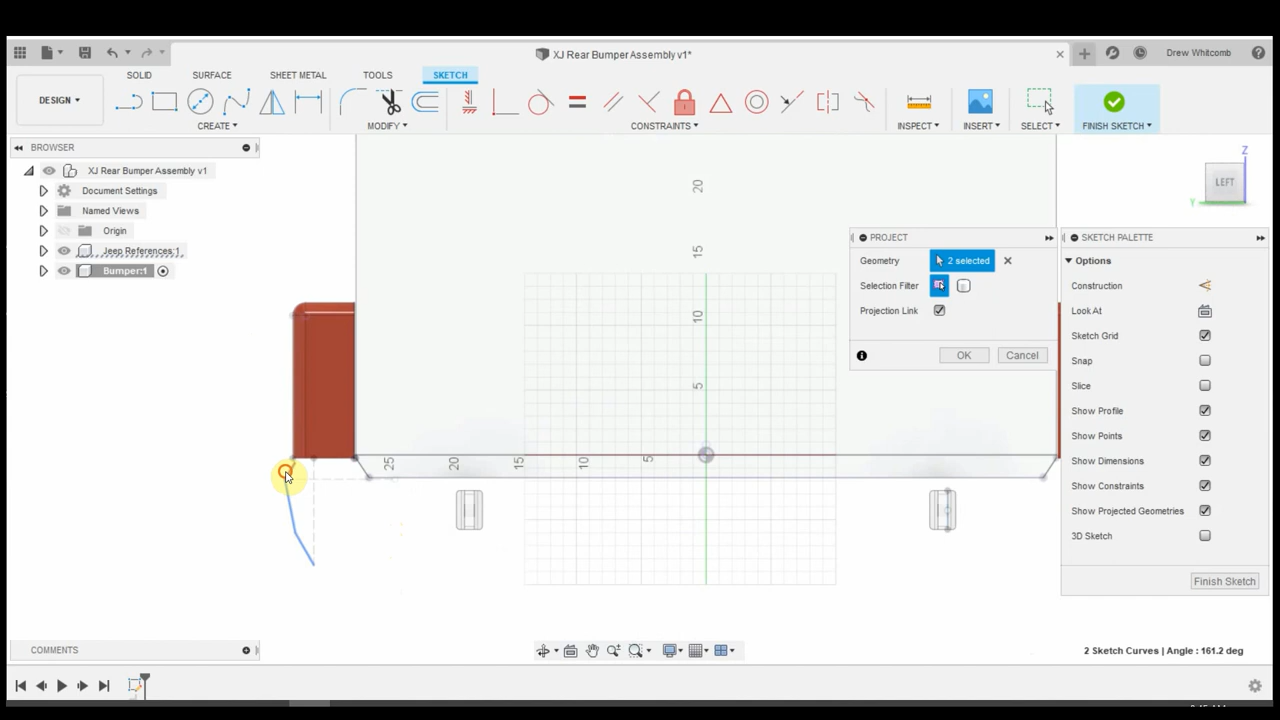 XJ Rear Bumper Assembly v1*
Drew Whitcomb
DESIGN
SOLID
SURFACE
SHEET METAL
TOOLS
SKETCH
CREATE
MODIFY
CONSTRAINTS
INSPECT
INSERT
SELECT
FINISH SKETCH
BROWSER
XJ Rear Bumper Assembly v1
Document Settings
Named Views
Origin
Jeep References:1
Bumper:1
20
15
10
5
25
20
15
10
5
Z
LEFT
Y
PROJECT
Geometry
2 selected
Selection Filter
Projection Link
OK
Cancel
SKETCH PALETTE
Options
Construction
Look At
Sketch Grid
Snap
Slice
Show Profile
Show Points
Show Dimensions
Show Constraints
Show Projected Geometries
3D Sketch
Finish Sketch
COMMENTS
2 Sketch Curves | Angle : 161.2 deg